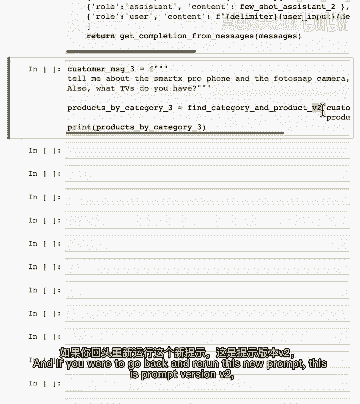 {'role':'assistant', 'content': few_shot_assistant_2 },
{'role':'user', 'content': f"{delimiter}{user_input}{de
return get_completion_from_messages(messages)
In [ ]: customer_msg_3 = f"""
tell me about the smartx pro phone and the fotosnap camera,
Also, what TVs do you have?"""
products_by_category_3 = find_category_and_product_v2(custo
produ
print(products_by_category_3)
In [ ]:
In [ ]:
In [ ]:
In [ ]:
In [ ]:
In [ ]:
In [ ]:
In [ ]:
如果你回头重新运行这个新提示，这是提示版本v2，
And If you were to go back and rerun this new prompt, this
is prompt version v2,